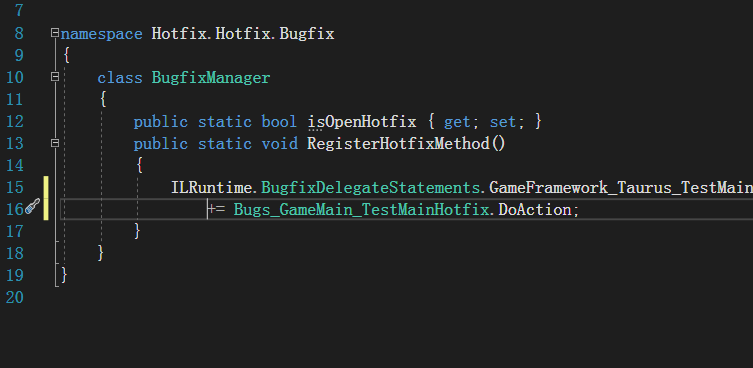 7
8 namespace Hotfix.Hotfix.Bugfix
9 {
10 class BugfixManager
11 {
12 public static bool isOpenHotfix { get; set; }
13 public static void RegisterHotfixMethod()
14 {
15 ILRuntime.BugfixDelegateStatements.GameFramework_Taurus_TestMain
16 += Bugs_GameMain_TestMainHotfix.DoAction;
17 }
18 }
19 }
20